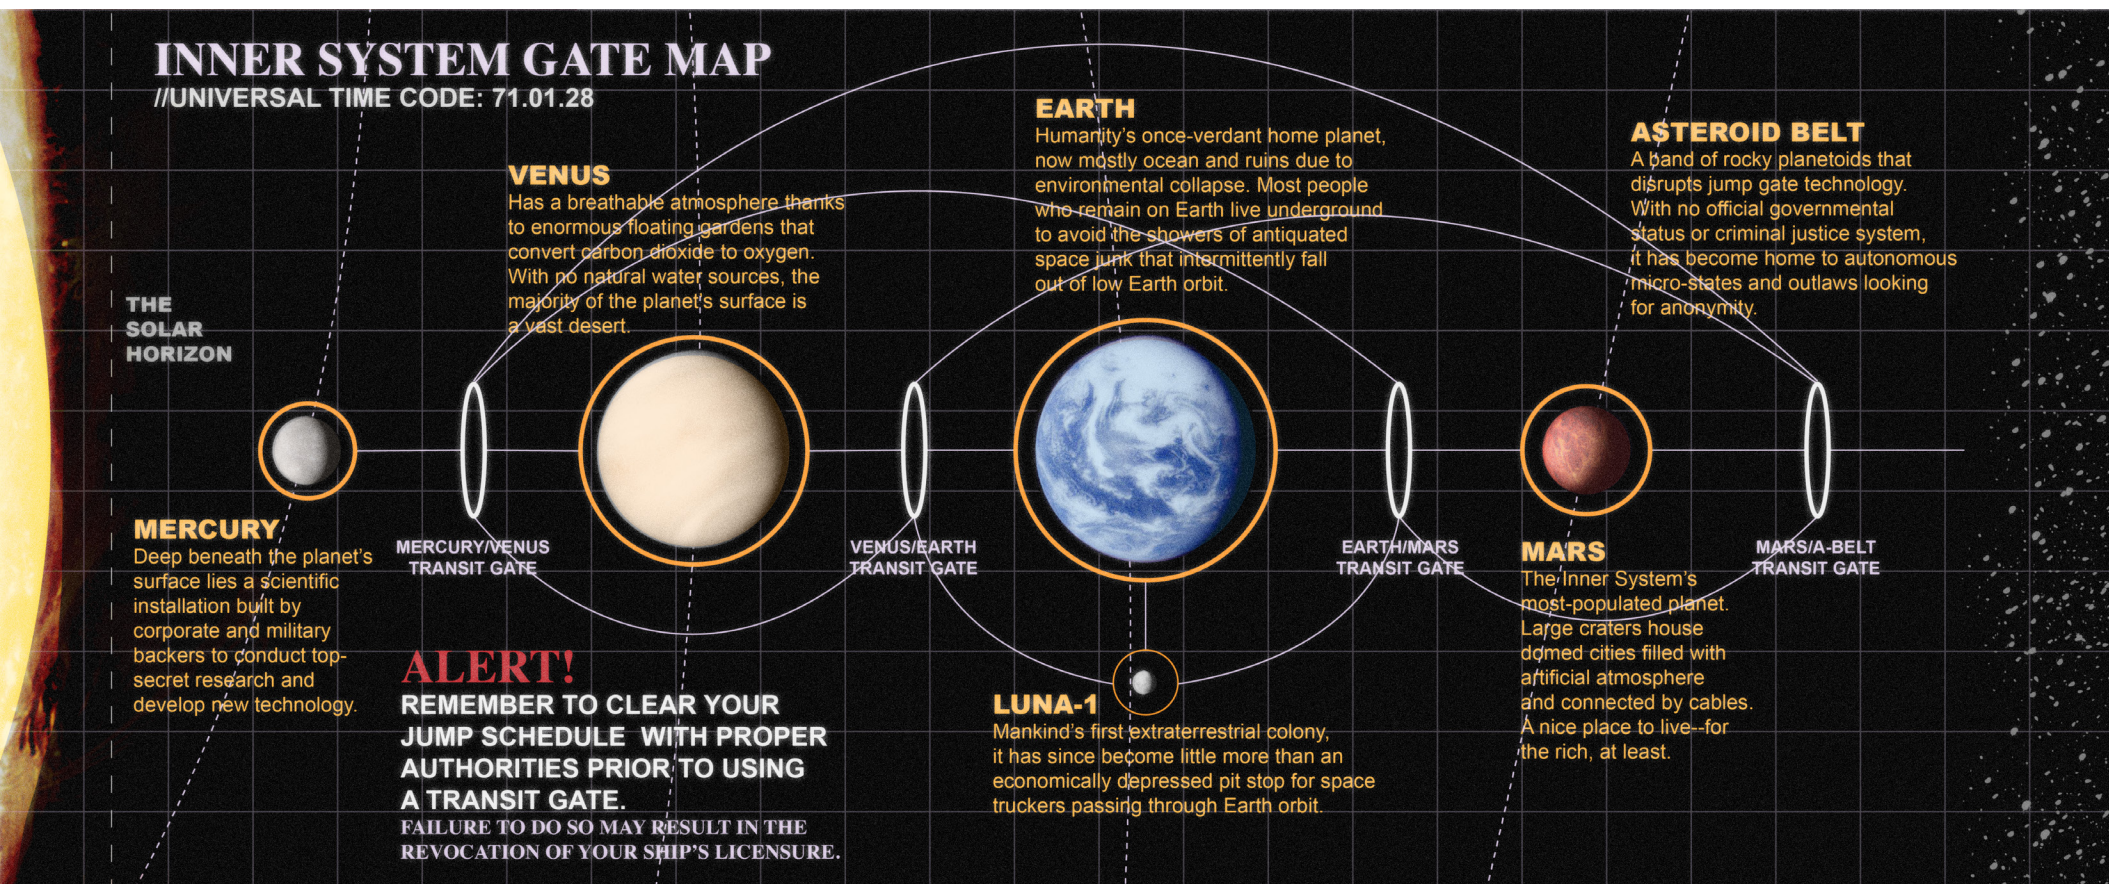 INNER SYSTEM GATE MAP
//UNIVERSAL TIME CODE: 71.01.28
VENUS
Has a breathable atmosphere thanks
to enormous floating gardens that
convert carbon dioxide to oxygen.
With no natural water sources, the
majority of the planet's surface is
a vast desert.
EARTH
Humanity's once-verdant home planet,
now mostly ocean and ruins due to
environmental collapse. Most people
who remain on Earth live underground
to avoid the showers of antiquated
space junk that intermittently fall
out of low Earth orbit.
ASTEROID BELT
A band of rocky planetoids that
disrupts jump gate technology.
With no official governmental
status or criminal justice system,
it has become home to autonomous
micro-states and outlaws looking
for anonymity.
THE
SOLAR
HORIZON
MERCURY
Deep beneath the planet's
surface lies a scientific
installation built by
corporate and military
backers to conduct top-
secret research and
develop new technology.
MERCURY/VENUS
TRANSIT GATE
VENUS/EARTH
TRANSIT GATE
EARTH/MARS
TRANSIT GATE
MARS
The Inner System's
most-populated planet.
Large craters house
domed cities filled with
artificial atmosphere
and connected by cables.
A nice place to live--for
the rich, at least.
MARS/A-BELT
TRANSIT GATE
ALERT!
REMEMBER TO CLEAR YOUR
JUMP SCHEDULE WITH PROPER
AUTHORITIES PRIOR TO USING
A TRANSIT GATE.
FAILURE TO DO SO MAY RESULT IN THE
REVOCATION OF YOUR SHIP'S LICENSURE.
LUNA-1
Mankind's first extraterrestrial colony,
it has since become little more than an
economically depressed pit stop for space
truckers passing through Earth orbit.